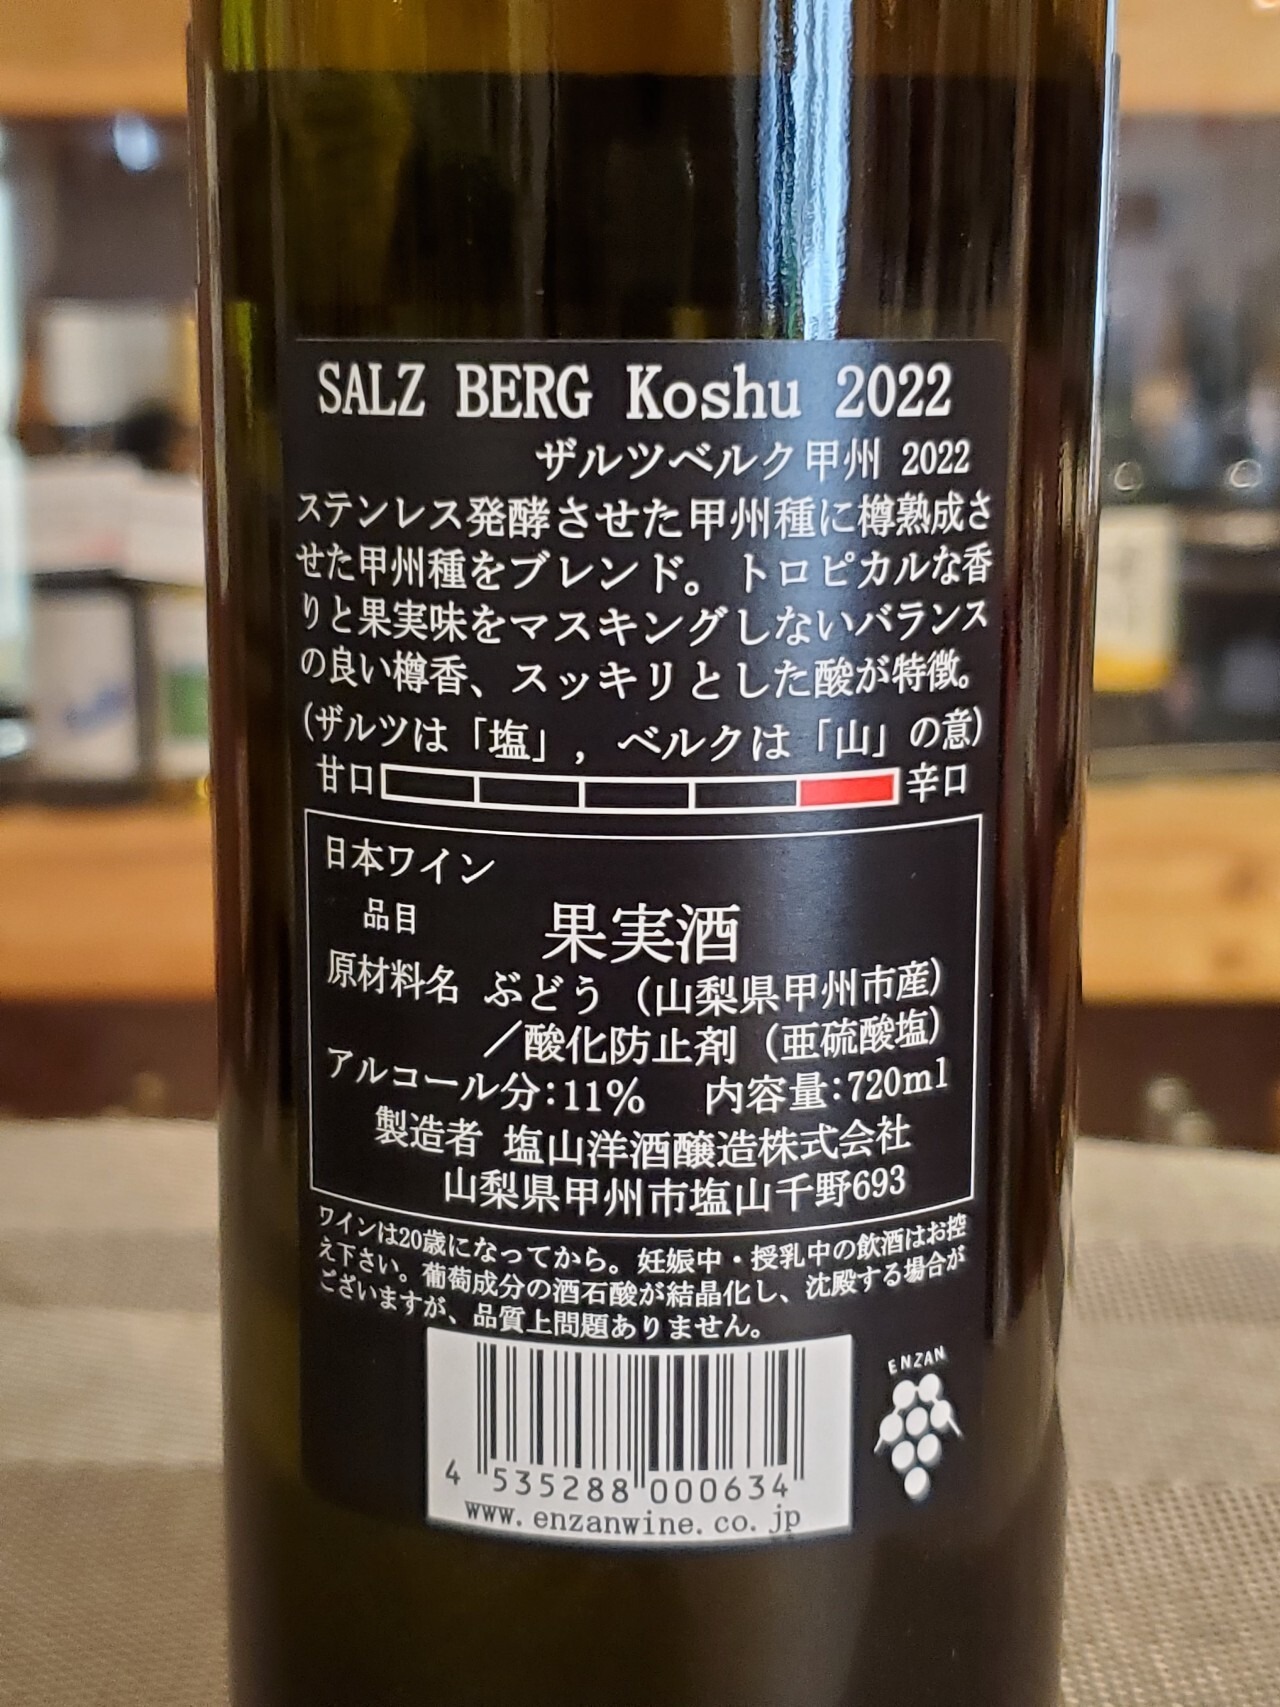 SALZ BERG Koshu 2022
ザルツベルク甲州 2022
ステンレス発酵させた甲州種に樽熟成さ
せた甲州種をブレンド。トロピカルな香
りと果実味をマスキングしないバランス
の良い樽香、スッキリとした酸が特徴。
(ザルツは「塩」,ベルクは「山」の意)
甘口 辛口
日本ワイン
品目 果実酒
原材料名 ぶどう (山梨県甲州市産)
/酸化防止剤 (亜硫酸塩)
アルコール分:11% 内容量:720ml
製造者 塩山洋酒醸造株式会社
山梨県甲州市塩山千野693
ワインは20歳になってから。妊娠中・授乳中の飲酒はお控
え下さい。葡萄成分の酒石酸が結晶化し、沈殿する場合が
ございますが、品質上問題ありません。
ENZAN
4 535288 000634
www.enzanwine.co.jp